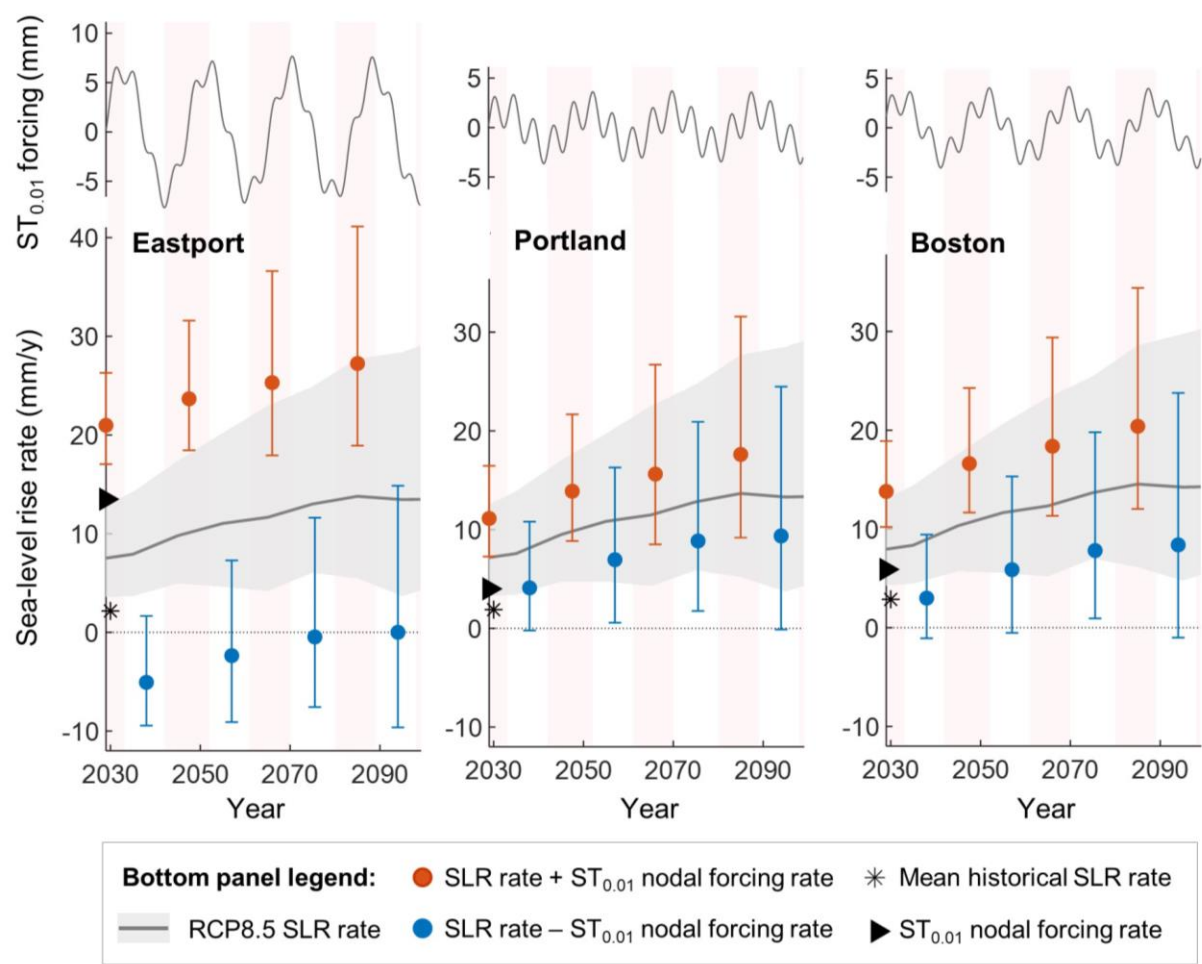 ST0.01 forcing (mm)
10
5
0
-5
5
0
-5
5
0
-5
Eastport
Portland
Boston
Sea-level rise rate (mm/y)
40
30
20
10
0
-10
30
20
10
0
-10
30
20
10
0
-10
2030 2050 2070 2090
2030 2050 2070 2090
2030 2050 2070 2090
Year
Year
Year
Bottom panel legend:
SLR rate + ST0.01 nodal forcing rate
Mean historical SLR rate
RCP8.5 SLR rate
SLR rate – ST0.01 nodal forcing rate
ST0.01 nodal forcing rate